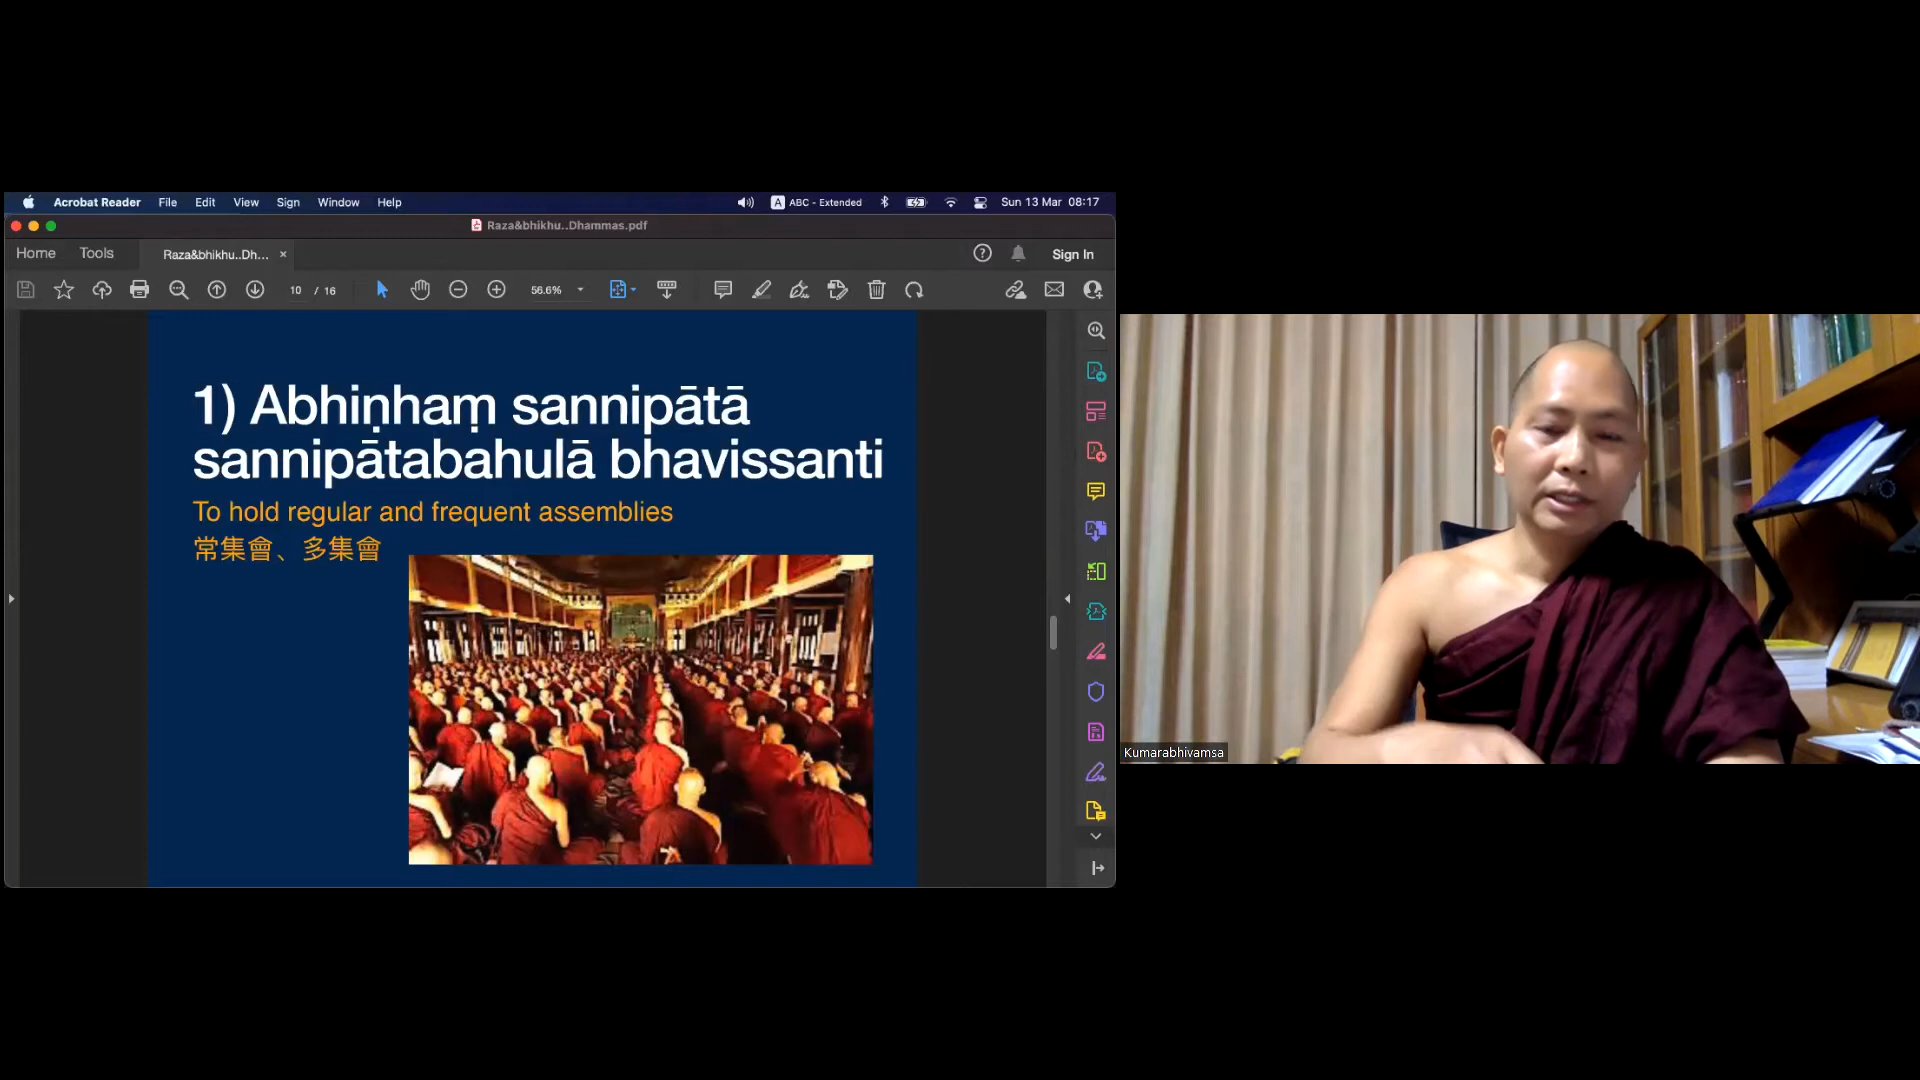 Acrobat Reader File Edit View Sign Window Help A ABC - Extended Sun 13 Mar 08:17
Raza&bhikhu..Dhammas.pdf
Home Tools Raza&bhikhu..Dh... × ? Sign In
10 / 16 56.6%
1) Abhiṇhaṃ sannipātā
sannipātabahulā bhavissanti
To hold regular and frequent assemblies
常集會、多集會
Kumarabhivamsa